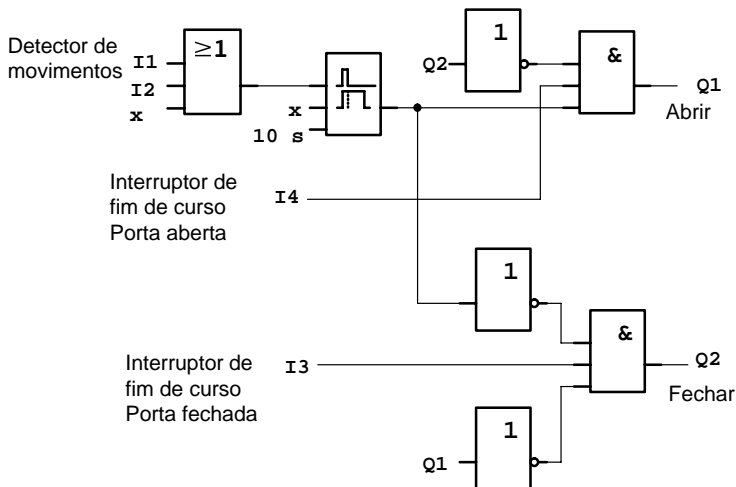 Detector de
movimentos
I1
I2
x
≥1
x
10 s
Q2
1
&
Q1
Abrir
Interruptor de
fim de curso
Porta aberta
I4
1
Interruptor de
fim de curso
Porta fechada
I3
&
Q2
Fechar
Q1
1